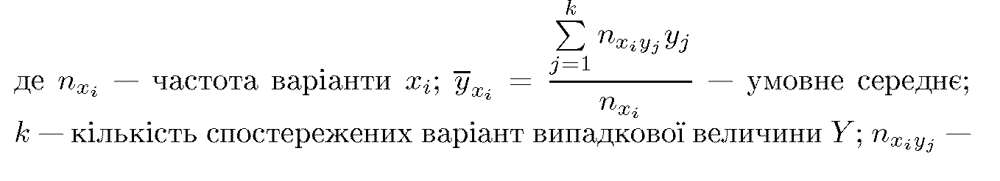 де $n_{x_i}$ — частота варіанти $x_i$; $\overline{y}_{x_i} = \frac{\sum\limits_{j=1}^{k} n_{x_i y_j} y_j}{n_{x_i}}$ — умовне середнє;
$k$ — кількість спостережених варіант випадкової величини $Y$; $n_{x_i y_j}$ —